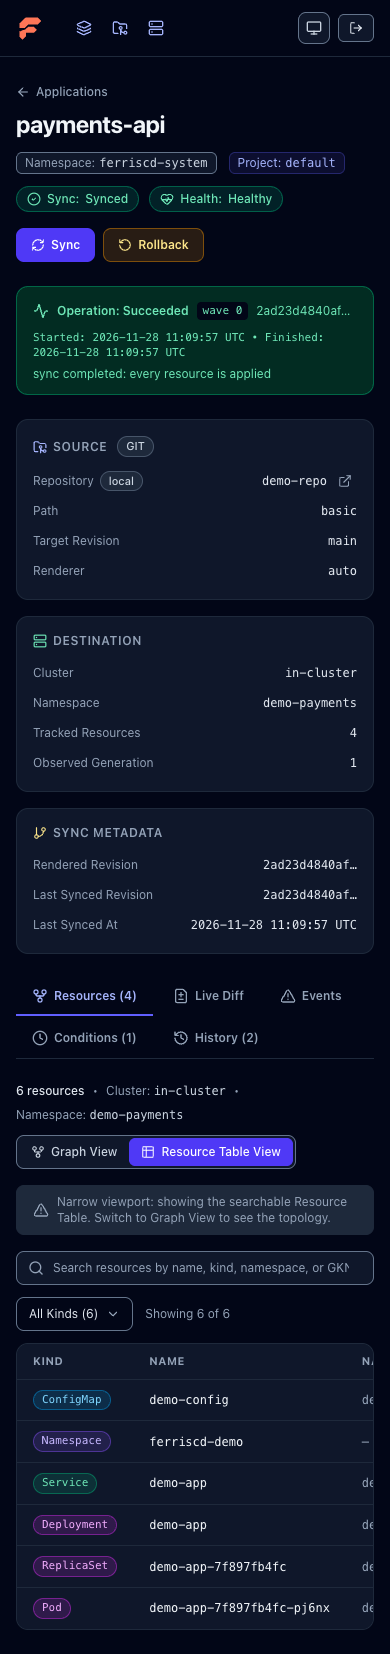 Applications
payments-api
Namespace: ferriscd-system Project: default
Sync: Synced Health: Healthy
Sync Rollback
Operation: Succeeded wave 0 2ad23d4840af…
Started: 2026-11-28 11:09:57 UTC • Finished:
2026-11-28 11:09:57 UTC
sync completed: every resource is applied
SOURCE GIT
Repository local demo-repo
Path basic
Target Revision main
Renderer auto
DESTINATION
Cluster in-cluster
Namespace demo-payments
Tracked Resources 4
Observed Generation 1
SYNC METADATA
Rendered Revision 2ad23d4840af…
Last Synced Revision 2ad23d4840af…
Last Synced At 2026-11-28 11:09:57 UTC
Resources (4) Live Diff Events
Conditions (1) History (2)
6 resources • Cluster: in-cluster •
Namespace: demo-payments
Graph View Resource Table View
Narrow viewport: showing the searchable Resource
Table. Switch to Graph View to see the topology.
Search resources by name, kind, namespace, or GKN
All Kinds (6) Showing 6 of 6
KIND NAME
ConfigMap demo-config de
Namespace ferriscd-demo —
Service demo-app de
Deployment demo-app de
ReplicaSet demo-app-7f897fb4fc de
Pod demo-app-7f897fb4fc-pj6nx de